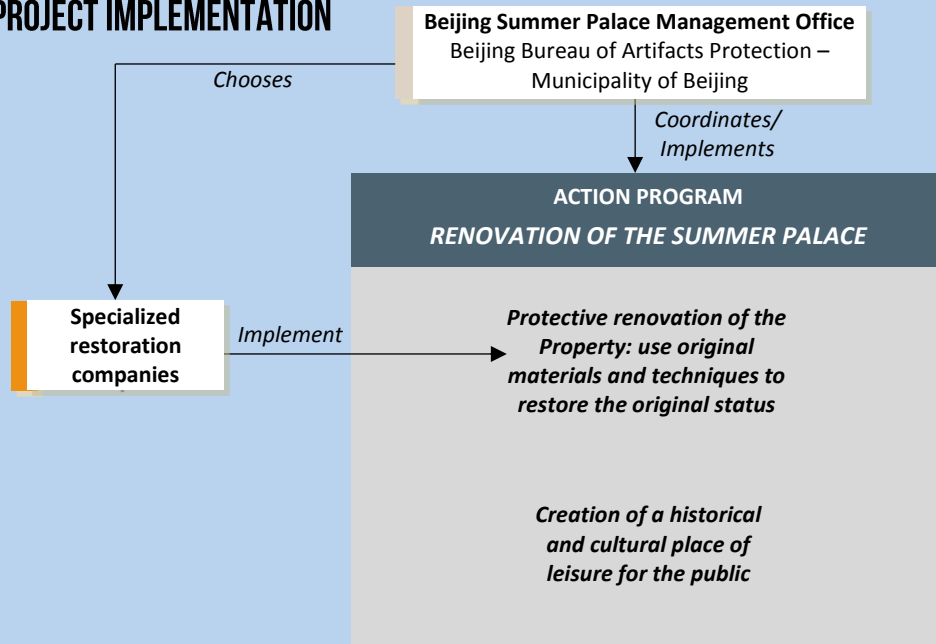 PROJECT IMPLEMENTATION
Beijing Summer Palace Management Office
Beijing Bureau of Artifacts Protection –
Municipality of Beijing
Chooses
Coordinates/
Implements
ACTION PROGRAM
RENOVATION OF THE SUMMER PALACE
Specialized
restoration
companies
Implement
Protective renovation of the
Property: use original
materials and techniques to
restore the original status
Creation of a historical
and cultural place of
leisure for the public